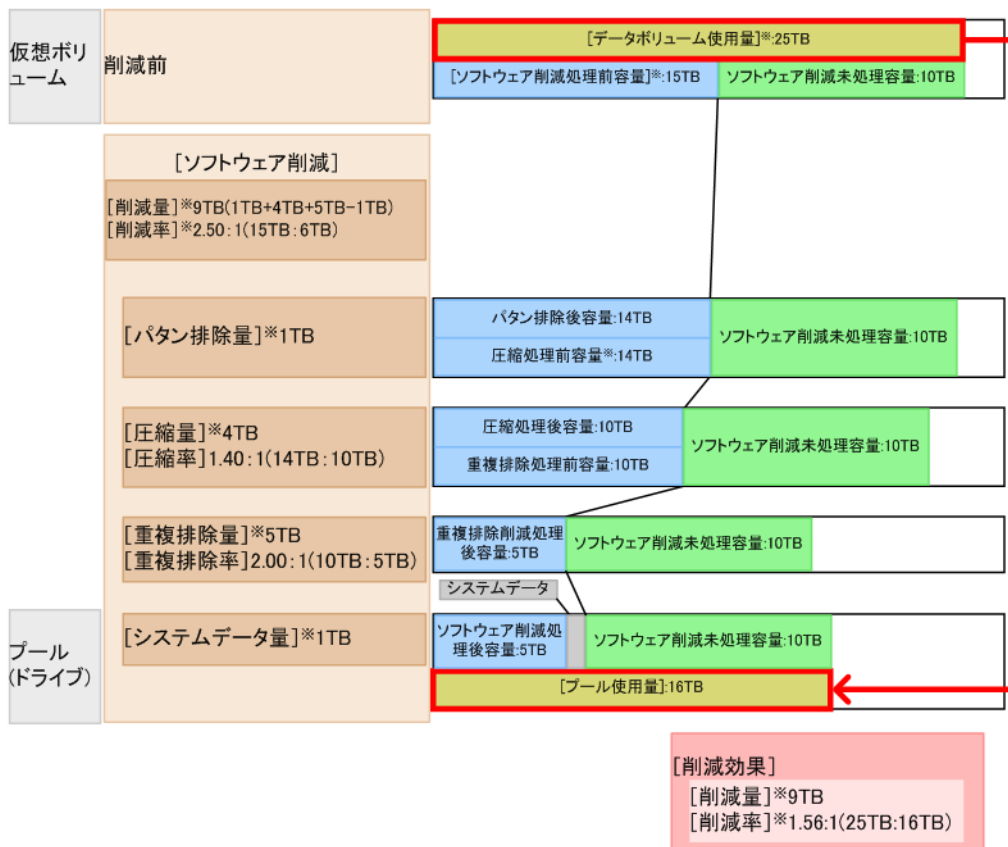 仮想ボリ
ューム
削減前
[データボリューム使用量]※:25TB
[ソフトウェア削減処理前容量]※:15TB
ソフトウェア削減未処理容量:10TB
[ソフトウェア削減]
[削減量]※9TB(1TB+4TB+5TB-1TB)
[削減率]※2.50:1(15TB:6TB)
[パタン排除量]※1TB
パタン排除後容量:14TB
圧縮処理前容量※:14TB
ソフトウェア削減未処理容量:10TB
[圧縮量]※4TB
[圧縮率]1.40:1(14TB:10TB)
圧縮処理後容量:10TB
重複排除処理前容量:10TB
ソフトウェア削減未処理容量:10TB
[重複排除量]※5TB
[重複排除率]2.00:1(10TB:5TB)
重複排除削減処理
後容量:5TB
ソフトウェア削減未処理容量:10TB
システムデータ
プール
(ドライブ)
[システムデータ量]※1TB
ソフトウェア削減処
理後容量:5TB
ソフトウェア削減未処理容量:10TB
[プール使用量]:16TB
[削減効果]
[削減量]※9TB
[削減率]※1.56:1(25TB:16TB)